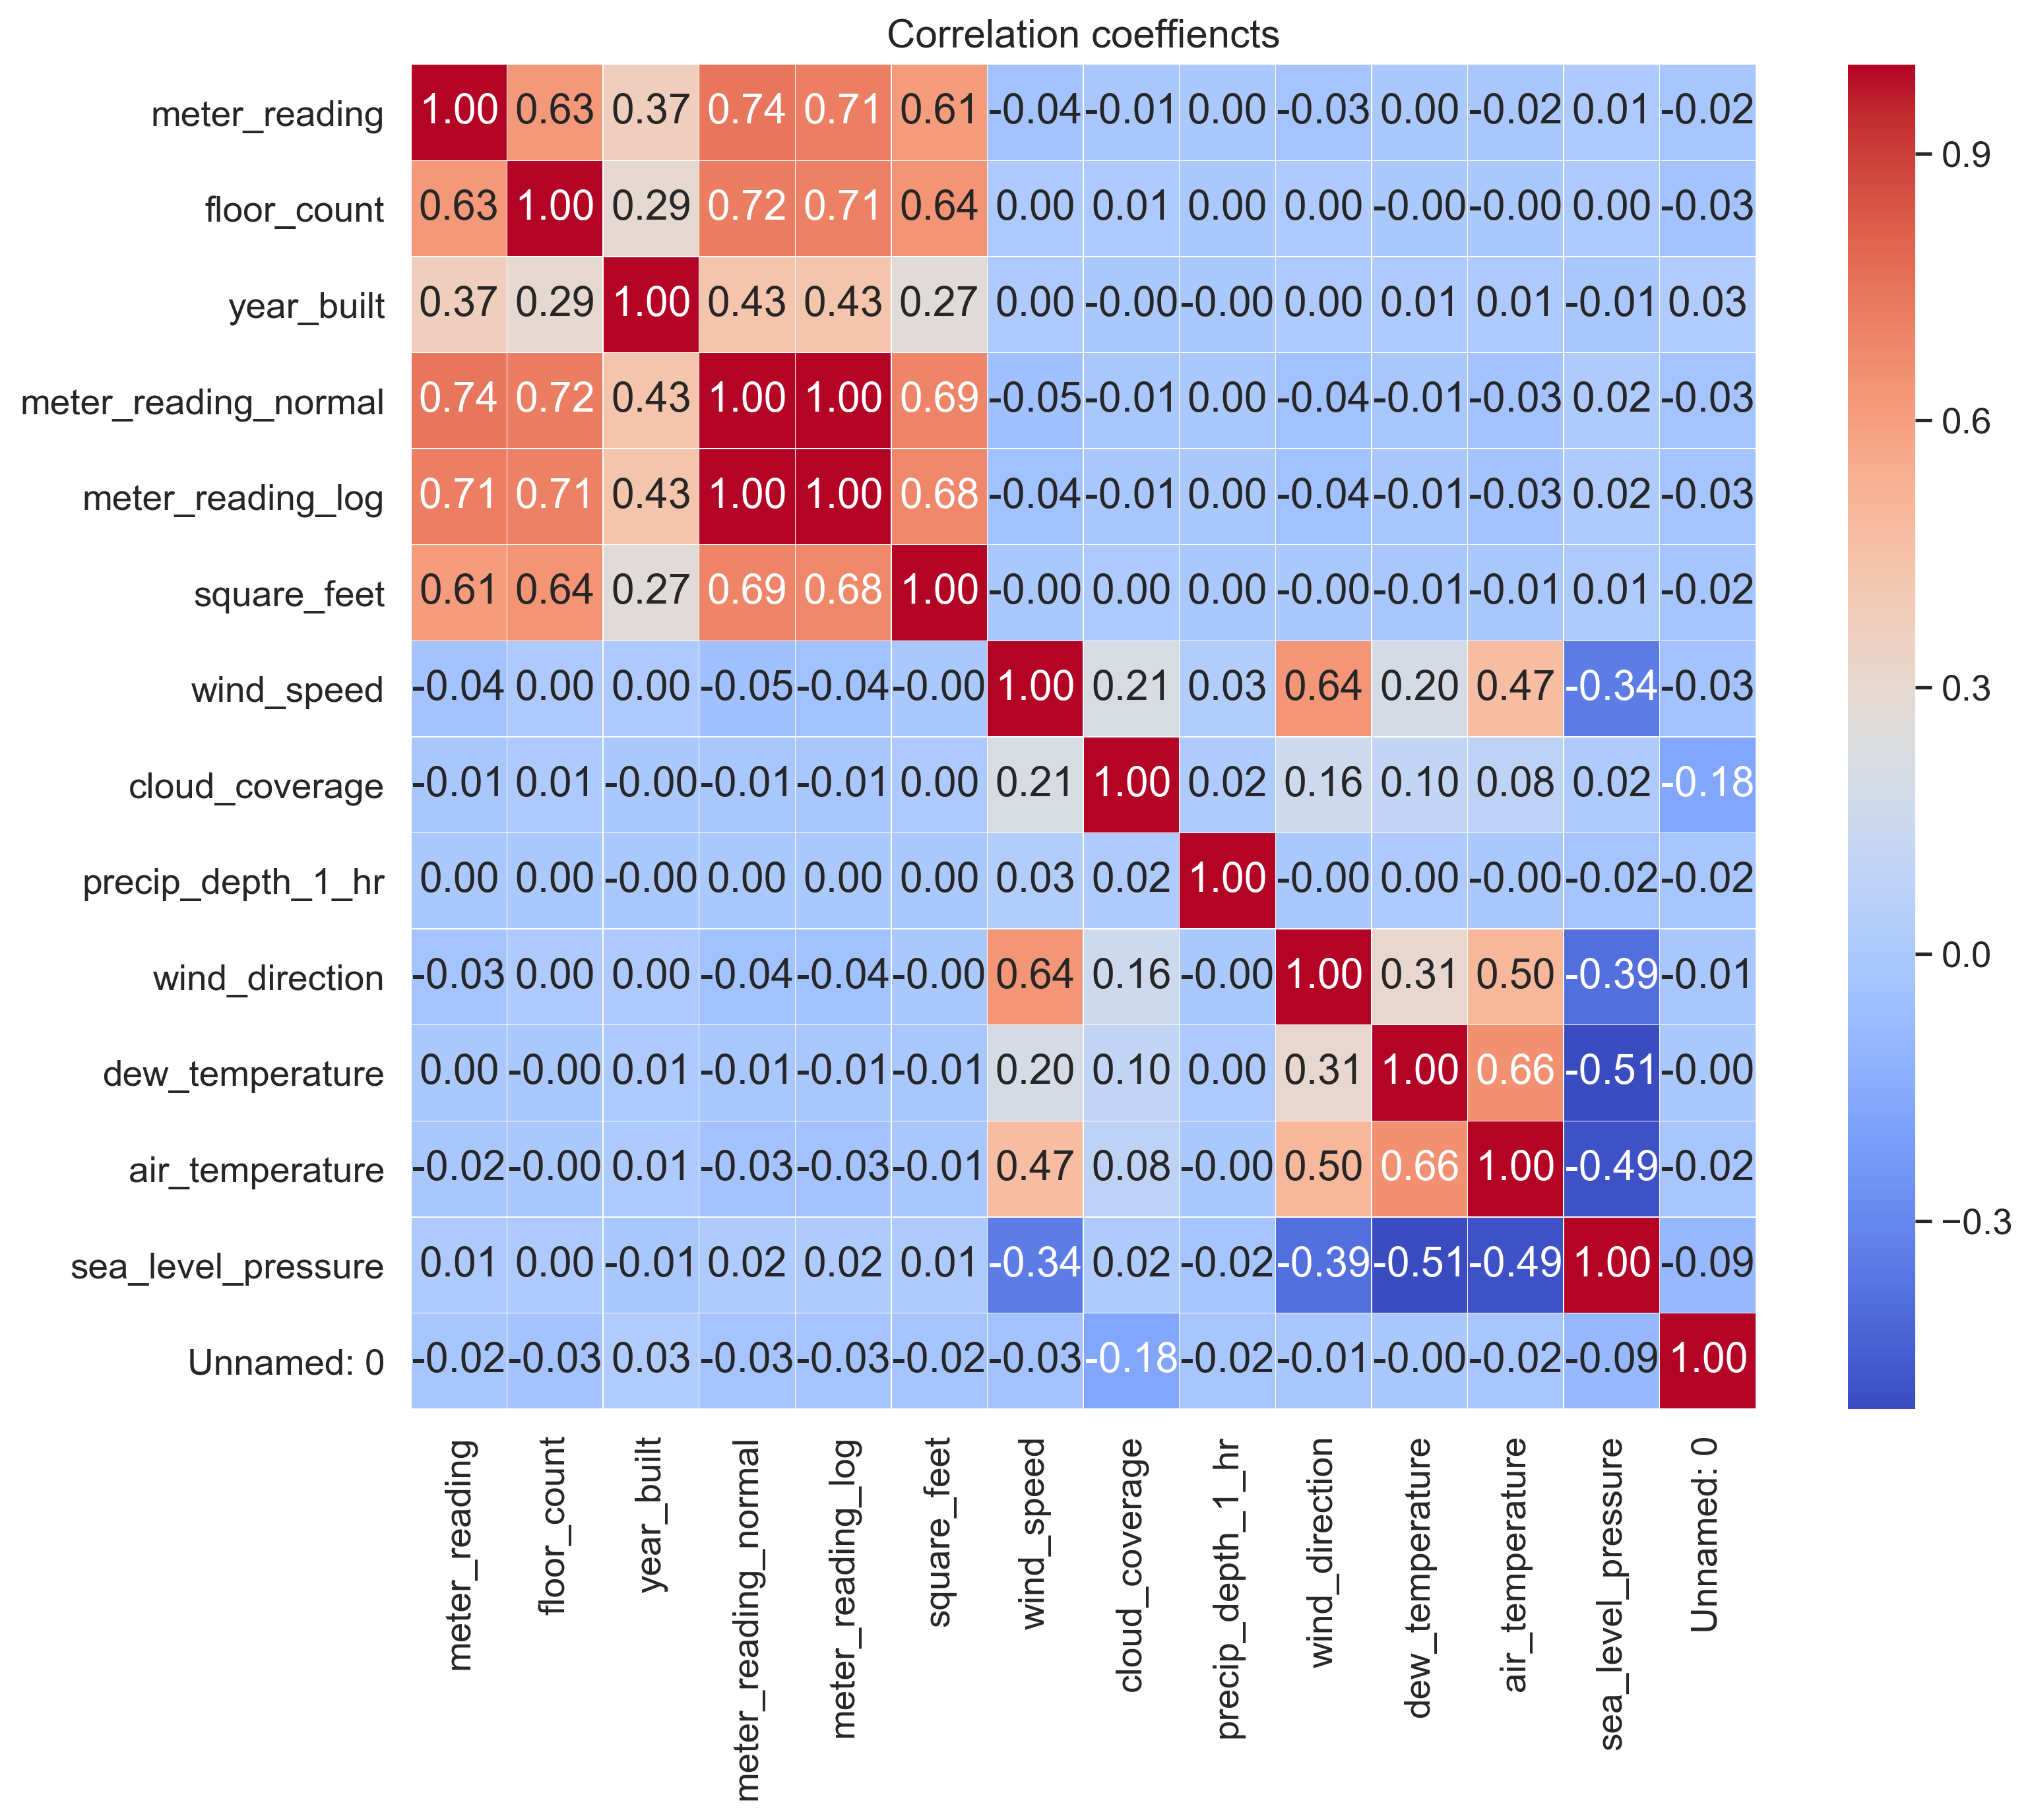 Correlation coeffiencts
meter_reading 1.00 0.63 0.37 0.74 0.71 0.61 -0.04 -0.01 0.00 -0.03 0.00 -0.02 0.01 -0.02
floor_count 0.63 1.00 0.29 0.72 0.71 0.64 0.00 0.01 0.00 0.00 -0.00 -0.00 0.00 -0.03
year_built 0.37 0.29 1.00 0.43 0.43 0.27 0.00 -0.00 -0.00 0.00 0.01 0.01 -0.01 0.03
meter_reading_normal 0.74 0.72 0.43 1.00 1.00 0.69 -0.05 -0.01 0.00 -0.04 -0.01 -0.03 0.02 -0.03
meter_reading_log 0.71 0.71 0.43 1.00 1.00 0.68 -0.04 -0.01 0.00 -0.04 -0.01 -0.03 0.02 -0.03
square_feet 0.61 0.64 0.27 0.69 0.68 1.00 -0.00 0.00 0.00 -0.00 -0.01 -0.01 0.01 -0.02
wind_speed -0.04 0.00 0.00 -0.05 -0.04 -0.00 1.00 0.21 0.03 0.64 0.20 0.47 -0.34 -0.03
cloud_coverage -0.01 0.01 -0.00 -0.01 -0.01 0.00 0.21 1.00 0.02 0.16 0.10 0.08 0.02 -0.18
precip_depth_1_hr 0.00 0.00 -0.00 0.00 0.00 0.00 0.03 0.02 1.00 -0.00 0.00 -0.00 -0.02 -0.02
wind_direction -0.03 0.00 0.00 -0.04 -0.04 -0.00 0.64 0.16 -0.00 1.00 0.31 0.50 -0.39 -0.01
dew_temperature 0.00 -0.00 0.01 -0.01 -0.01 -0.01 0.20 0.10 0.00 0.31 1.00 0.66 -0.51 -0.00
air_temperature -0.02 -0.00 0.01 -0.03 -0.03 -0.01 0.47 0.08 -0.00 0.50 0.66 1.00 -0.49 -0.02
sea_level_pressure 0.01 0.00 -0.01 0.02 0.02 0.01 -0.34 0.02 -0.02 -0.39 -0.51 -0.49 1.00 -0.09
Unnamed: 0 -0.02 -0.03 0.03 -0.03 -0.03 -0.02 -0.03 -0.18 -0.02 -0.01 -0.00 -0.02 -0.09 1.00
meter_reading
floor_count
year_built
meter_reading_normal
meter_reading_log
square_feet
wind_speed
cloud_coverage
precip_depth_1_hr
wind_direction
dew_temperature
air_temperature
sea_level_pressure
Unnamed: 0
0.9
0.6
0.3
0.0
−0.3